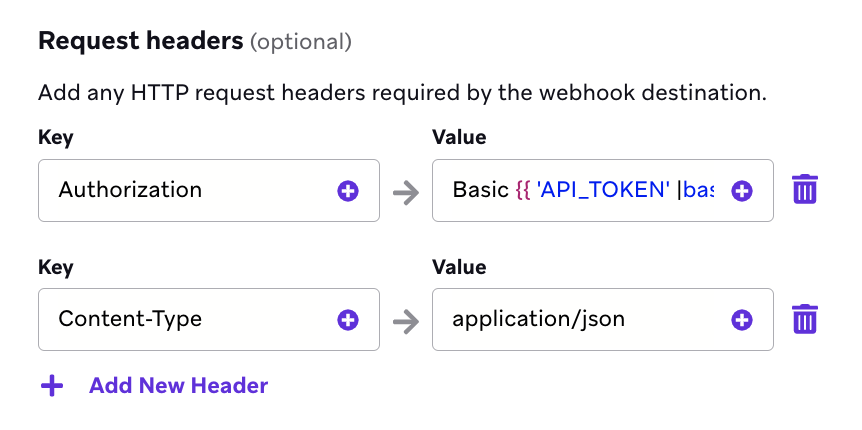 Request headers (optional)
Add any HTTP request headers required by the webhook destination.
Key Value
Authorization Basic {{ 'API_TOKEN' |bas
Key Value
Content-Type application/json
Add New Header